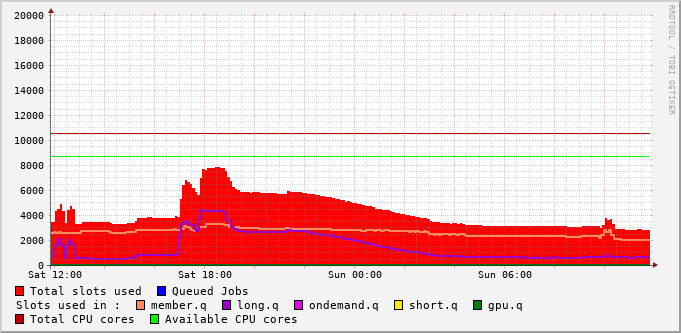 20000
18000
16000
14000
12000
10000
8000
6000
4000
2000
0
Sat 12:00 Sat 18:00 Sun 00:00 Sun 06:00
Total slots used Queued Jobs
Slots used in : member.q long.q ondemand.q short.q gpu.q
Total CPU cores Available CPU cores
RRDTOOL / TOBI OETIKER